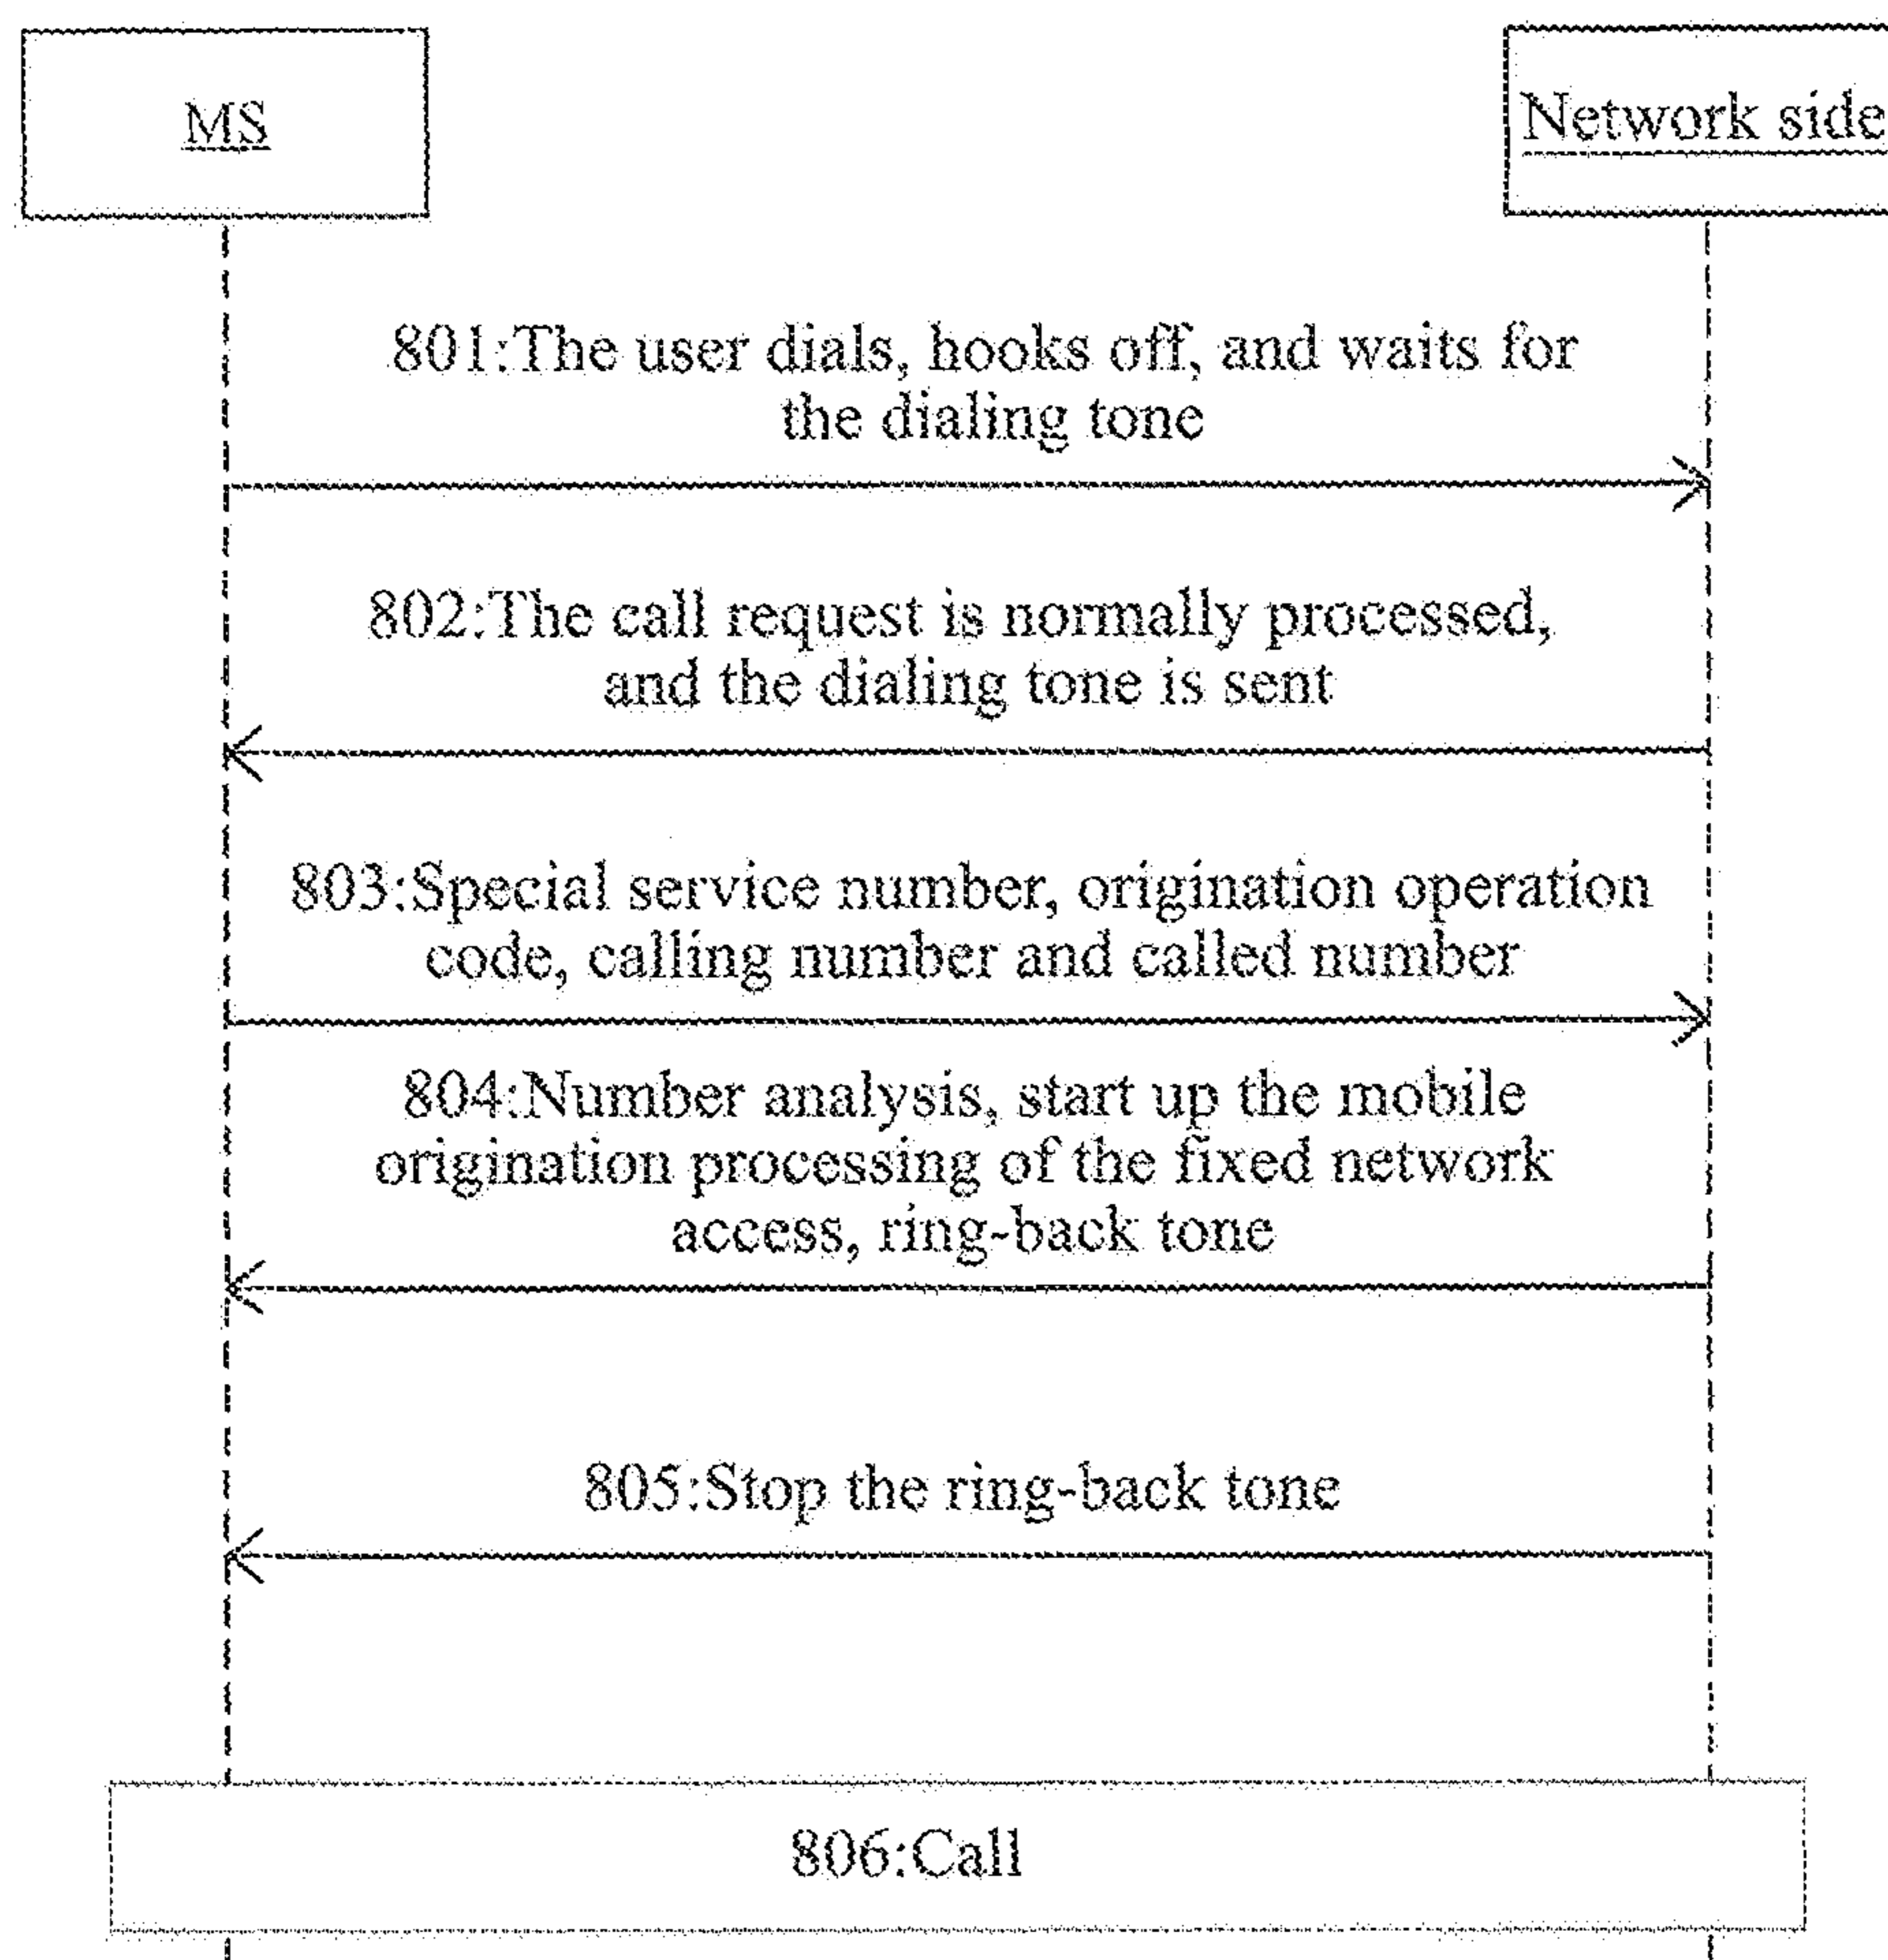 MS
Network side
801:The user dials, hooks off, and waits for
the dialing tone
802:The call request is normally processed,
and the dialing tone is sent
803:Special service number, origination operation
code, calling number and called number
804:Number analysis, start up the mobile
origination processing of the fixed network
access, ring-back tone
805:Stop the ring-back tone
806:Call